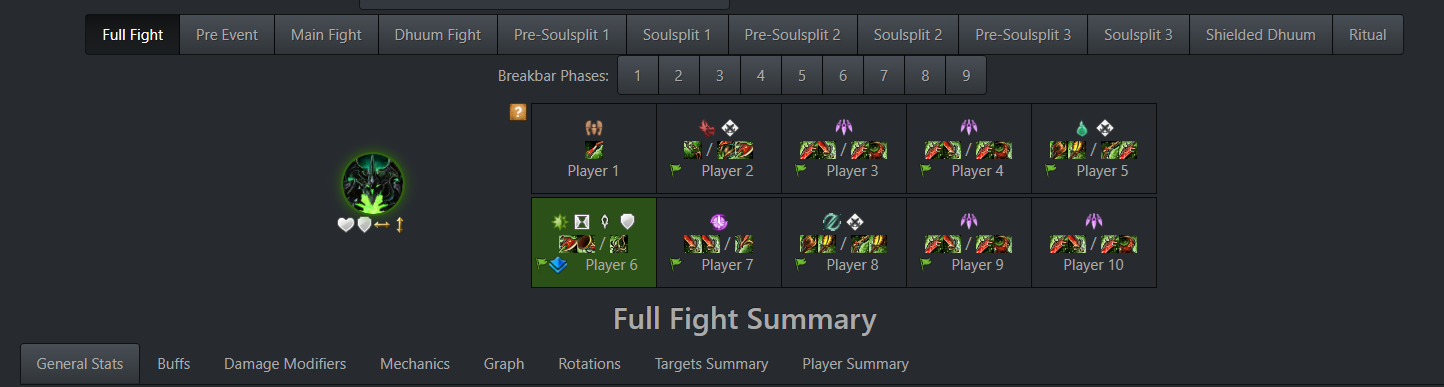 Full Fight Pre Event Main Fight Dhuum Fight Pre-Soulsplit 1 Soulsplit 1 Pre-Soulsplit 2 Soulsplit 2 Pre-Soulsplit 3 Soulsplit 3 Shielded Dhuum Ritual
Breakbar Phases: 1 2 3 4 5 6 7 8 9
?
/ / / /
Player 1 Player 2 Player 3 Player 4 Player 5
/ / / / /
Player 6 Player 7 Player 8 Player 9 Player 10
Full Fight Summary
General Stats Buffs Damage Modifiers Mechanics Graph Rotations Targets Summary Player Summary